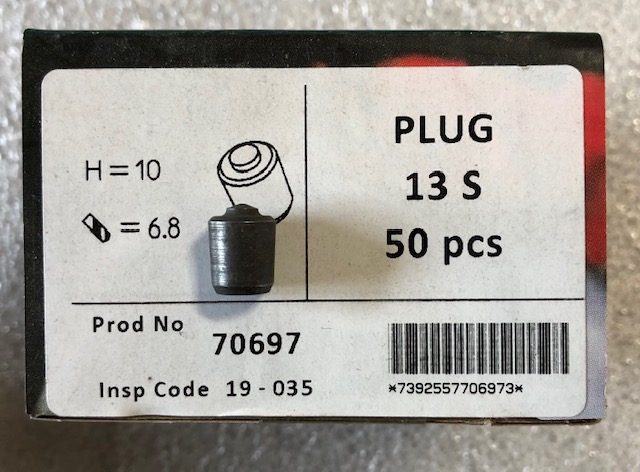 H=10
= 6.8
PLUG
13 S
50 pcs
Prod No 70697
Insp Code 19 - 035
*7392557706973*